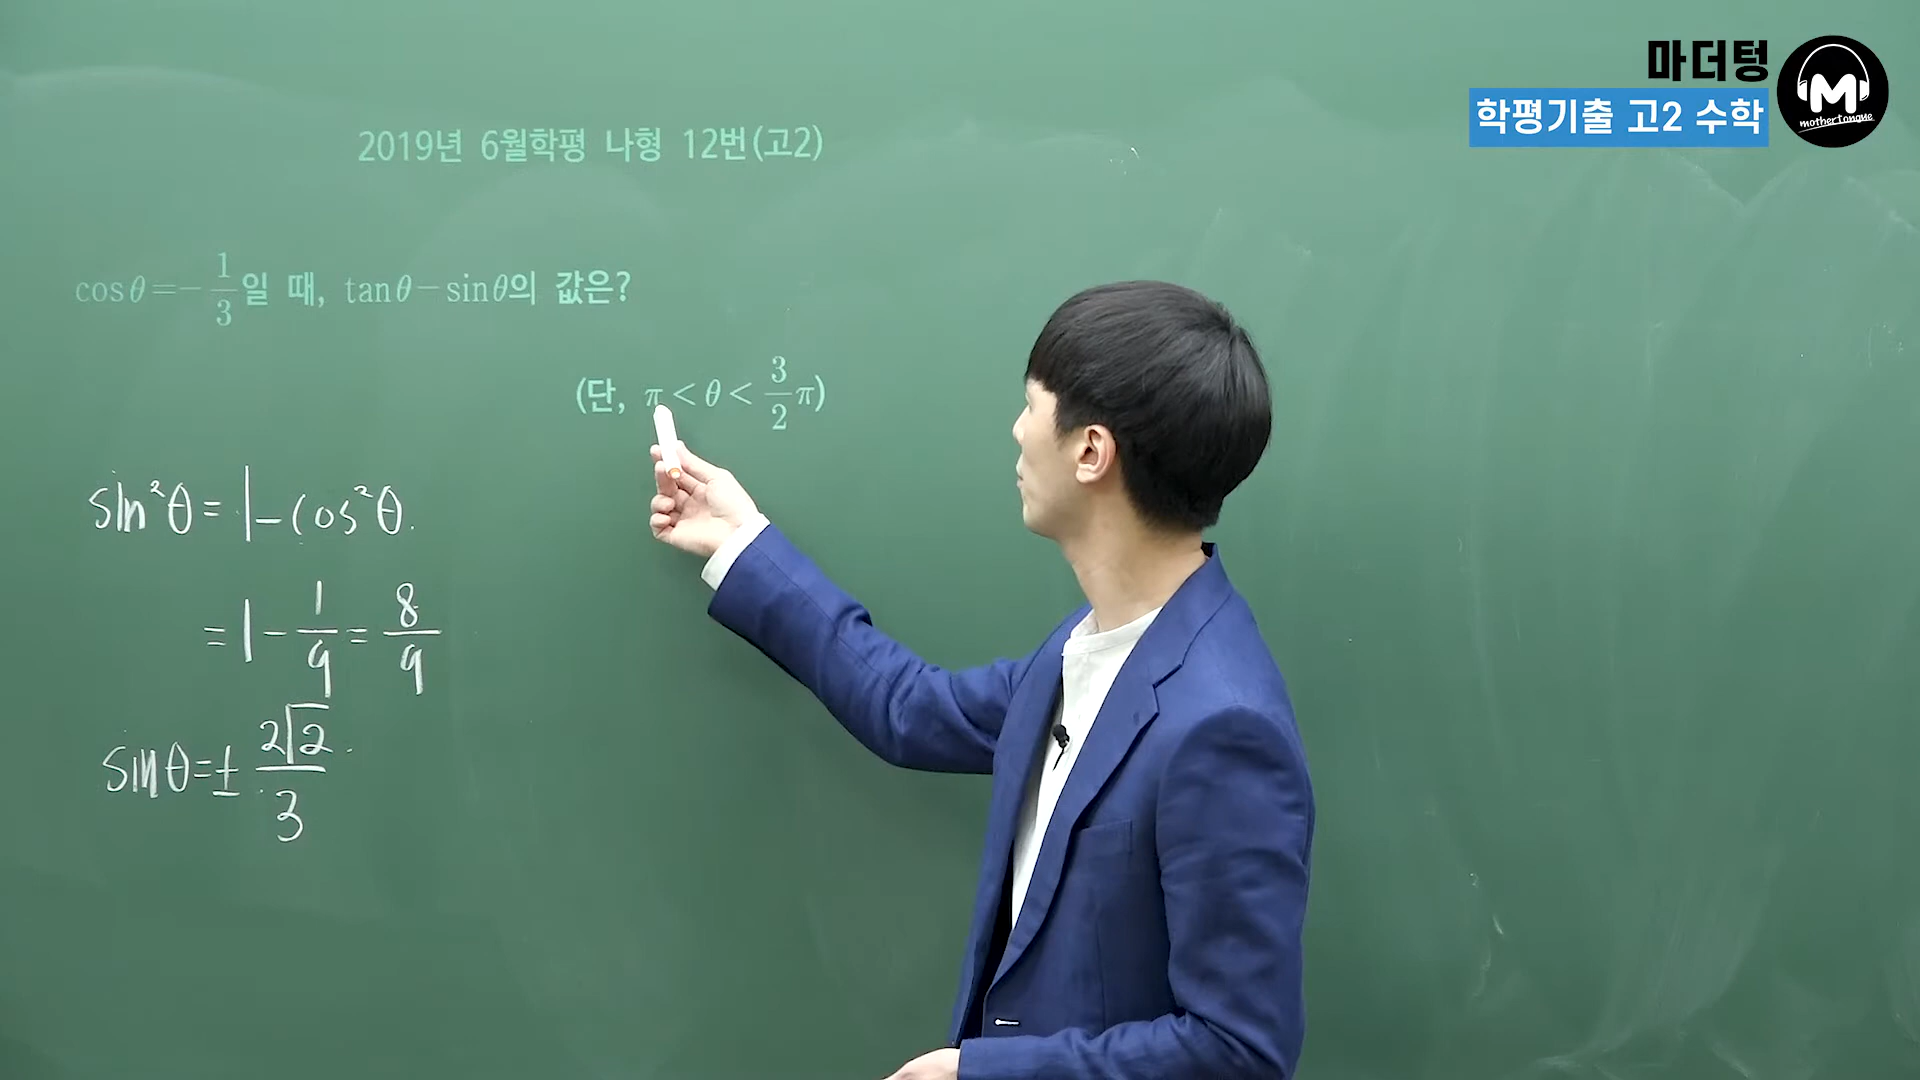 마더텅
학평기출 고2 수학
mothertongue
2019년 6월학평 나형 12번(고2)
cosθ=-1/3일 때, tanθ-sinθ의 값은?
(단, π<θ<3/2π)
sin²θ=1-cos²θ.
=1-1/9=8/9
sinθ=±2√2/3